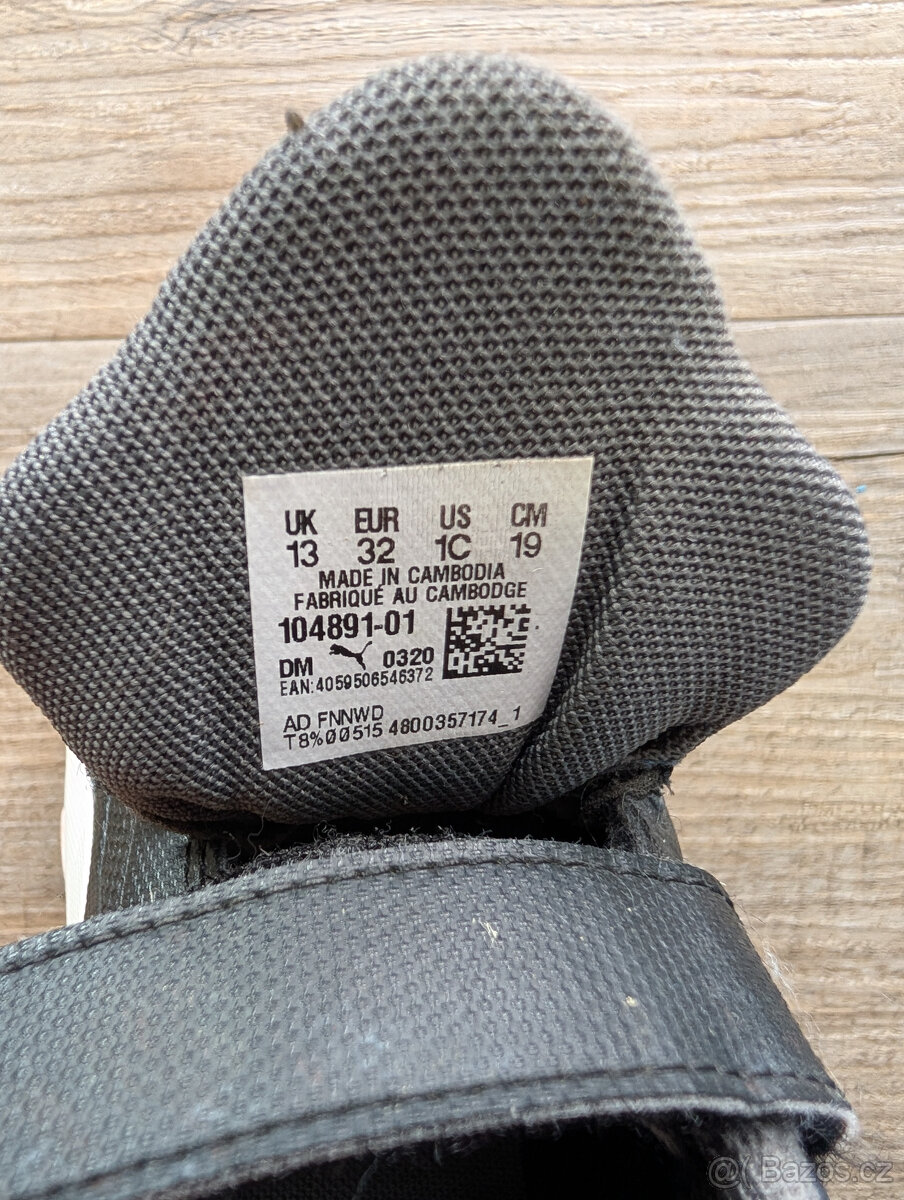 UK EUR US CM
13 32 1C 19
MADE IN CAMBODIA
FABRIQUÉ AU CAMBODGE
104891-01
DM 0320
EAN:4059506546372
AD FNNWD
T8%00515 4800357174_1
@ Bazos.cz